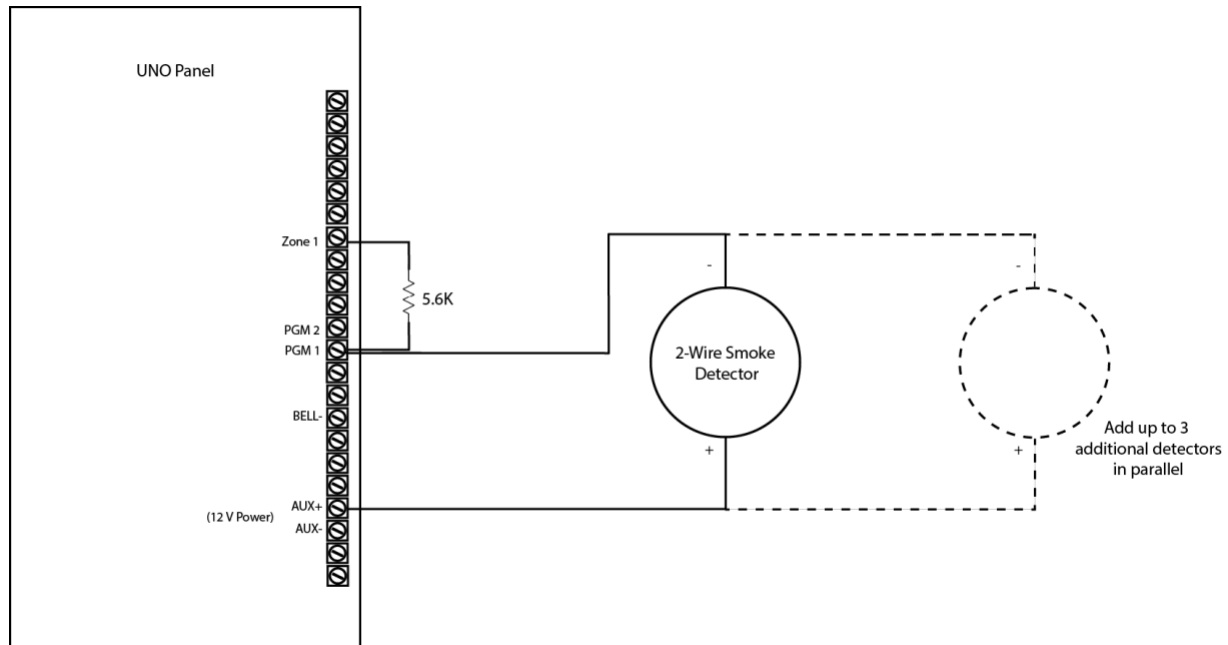 UNO Panel
Zone 1
5.6K
-
-
PGM 2
PGM 1
2-Wire Smoke
Detector
BELL-
+
+
Add up to 3
additional detectors
in parallel
AUX+
(12 V Power)
AUX-